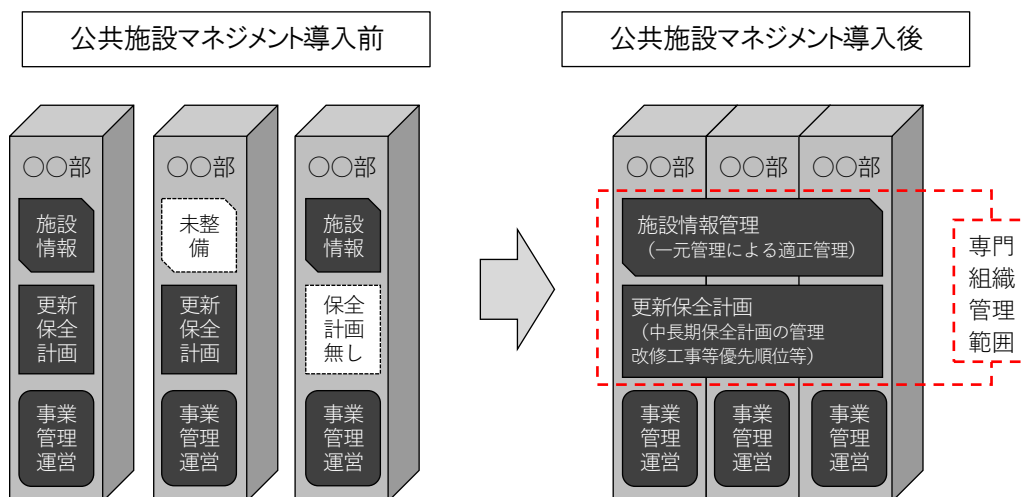 公共施設マネジメント導入前
○○部
施設
情報
更新
保全
計画
事業
管理
運営
○○部
未整
備
更新
保全
計画
事業
管理
運営
○○部
施設
情報
保全
計画
無し
事業
管理
運営
公共施設マネジメント導入後
○○部
○○部
○○部
施設情報管理
（一元管理による適正管理）
更新保全計画
（中長期保全計画の管理
改修工事等優先順位等）
事業
管理
運営
事業
管理
運営
事業
管理
運営
専門
組織
管理
範囲